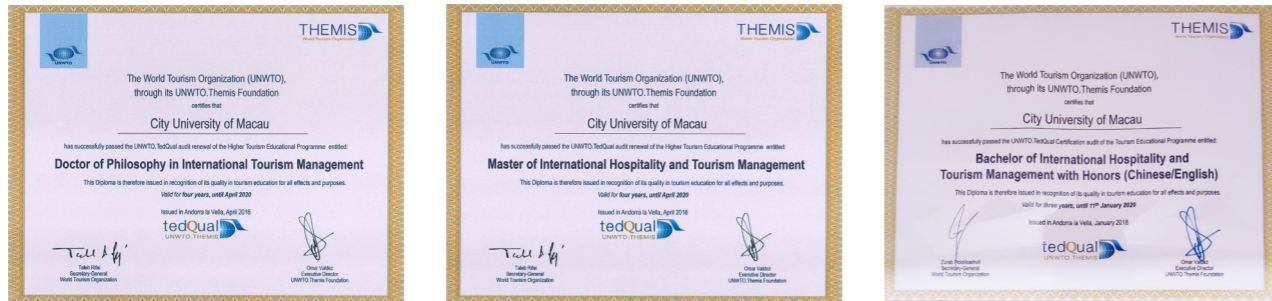 THEMIS
World Tourism Organization
UNWTO
The World Tourism Organization (UNWTO),
through its UNWTO.Themis Foundation
certifies that
City University of Macau
has successfully passed the UNWTO.TedQual audit renewal of the Higher Tourism Educational Programme entitled:
Doctor of Philosophy in International Tourism Management
This Diploma is therefore issued in recognition of its quality in tourism education for all effects and purposes.
Valid for four years, until April 2020
Issued in Andorra la Vella, April 2016
tedQual
UNWTO.THEMIS
Taleb Rifai
Secretary-General
World Tourism Organization
Omar Valdez
Executive Director
UNWTO.Themis Foundation
THEMIS
World Tourism Organization
UNWTO
The World Tourism Organization (UNWTO),
through its UNWTO.Themis Foundation
certifies that
City University of Macau
has successfully passed the UNWTO.TedQual audit renewal of the Higher Tourism Educational Programme entitled:
Master of International Hospitality and Tourism Management
This Diploma is therefore issued in recognition of its quality in tourism education for all effects and purposes.
Valid for four years, until April 2020
Issued in Andorra la Vella, April 2016
tedQual
UNWTO.THEMIS
Taleb Rifai
Secretary-General
World Tourism Organization
Omar Valdez
Executive Director
UNWTO.Themis Foundation
THEMIS
World Tourism Organization
UNWTO
The World Tourism Organization (UNWTO),
through its UNWTO.Themis Foundation
certifies that
City University of Macau
has successfully passed the UNWTO.TedQual Certification audit of the Tourism Educational Programme entitled:
Bachelor of International Hospitality and
Tourism Management with Honors (Chinese/English)
This Diploma is therefore issued in recognition of its quality in tourism education for all effects and purposes.
Valid for three years, until 11th January 2020
Issued in Andorra la Vella, January 2018
tedQual
UNWTO.THEMIS
Zurab
Secretary-General
World Tourism Organization
Omar Valdez
Executive Director
UNWTO.Themis Foundation